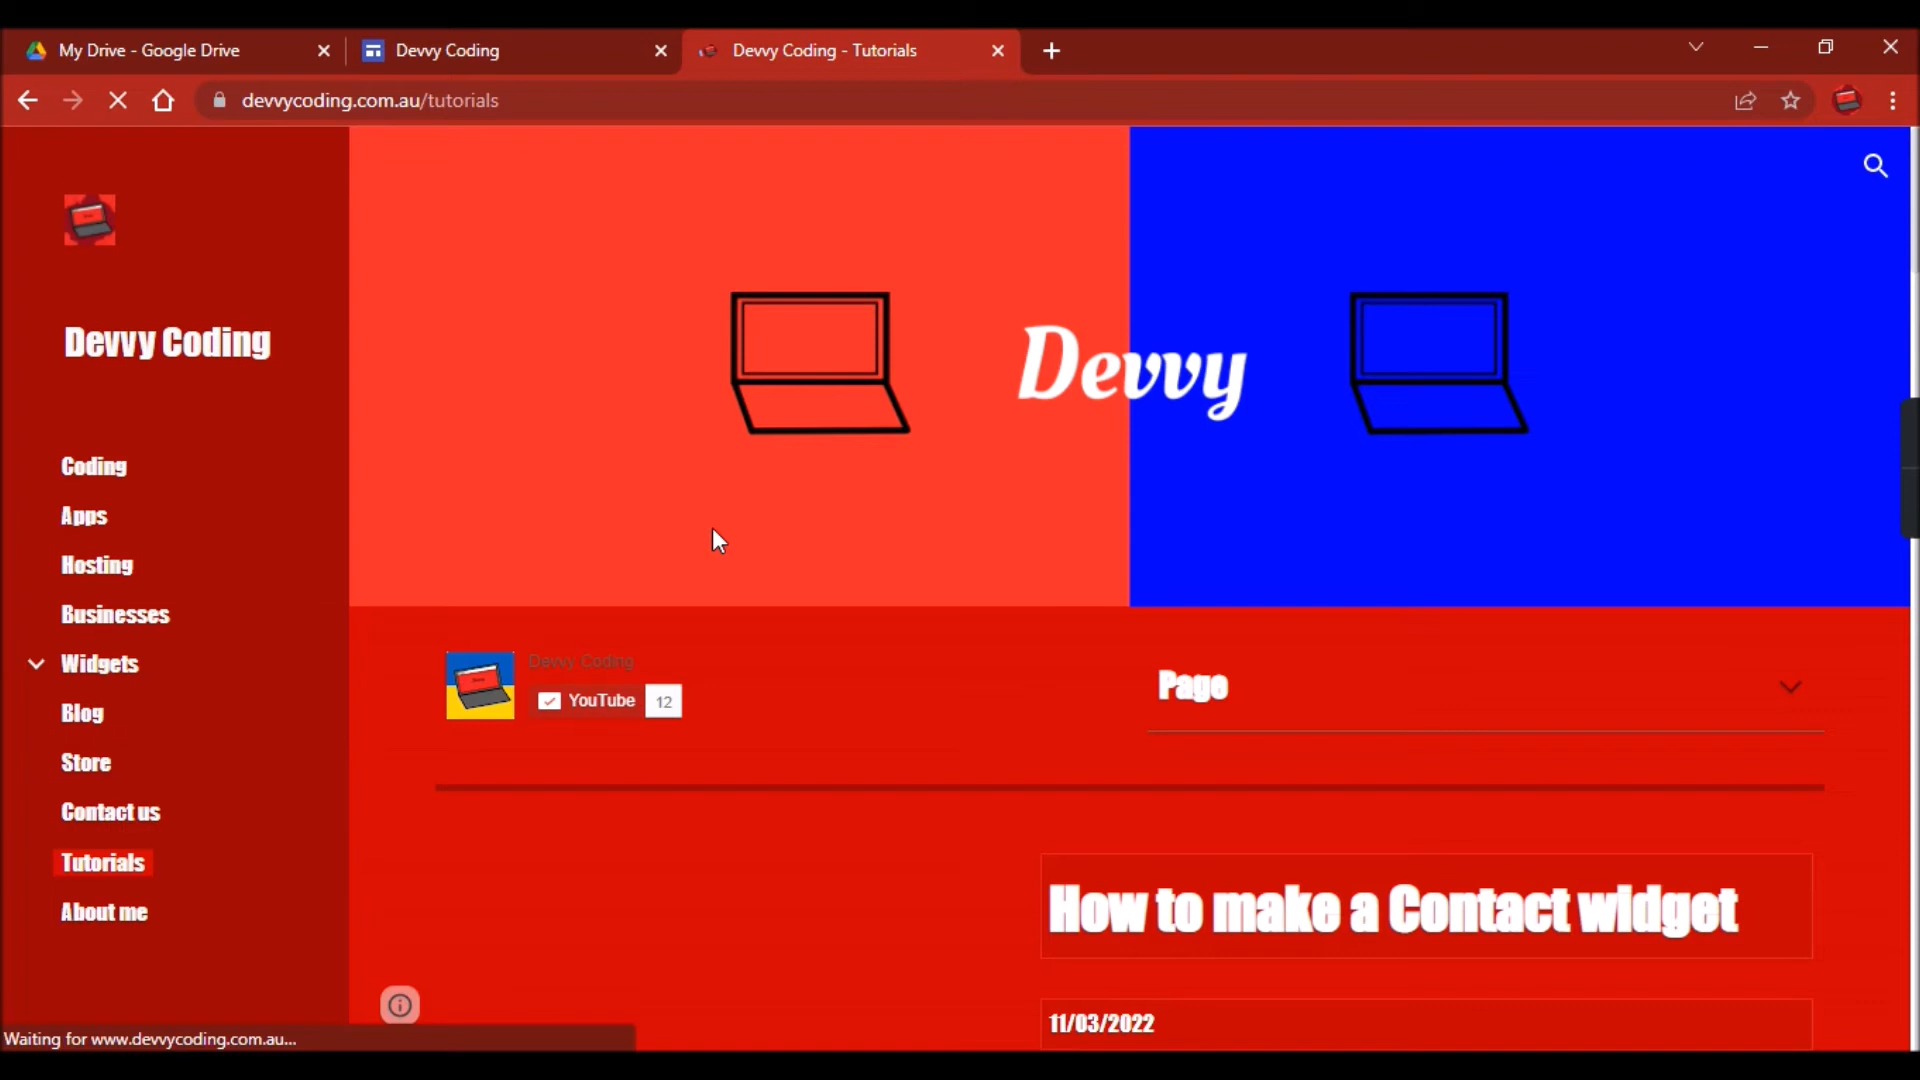 My Drive - Google Drive
Devvy Coding
Devvy Coding - Tutorials
devvycoding.com.au/tutorials
Devvy Coding
Coding
Apps
Hosting
Businesses
Widgets
Blog
Store
Contact us
Tutorials
About me
Devvy
Devvy Coding
YouTube 12
Page
How to make a Contact widget
11/03/2022
Waiting for www.devvycoding.com.au...